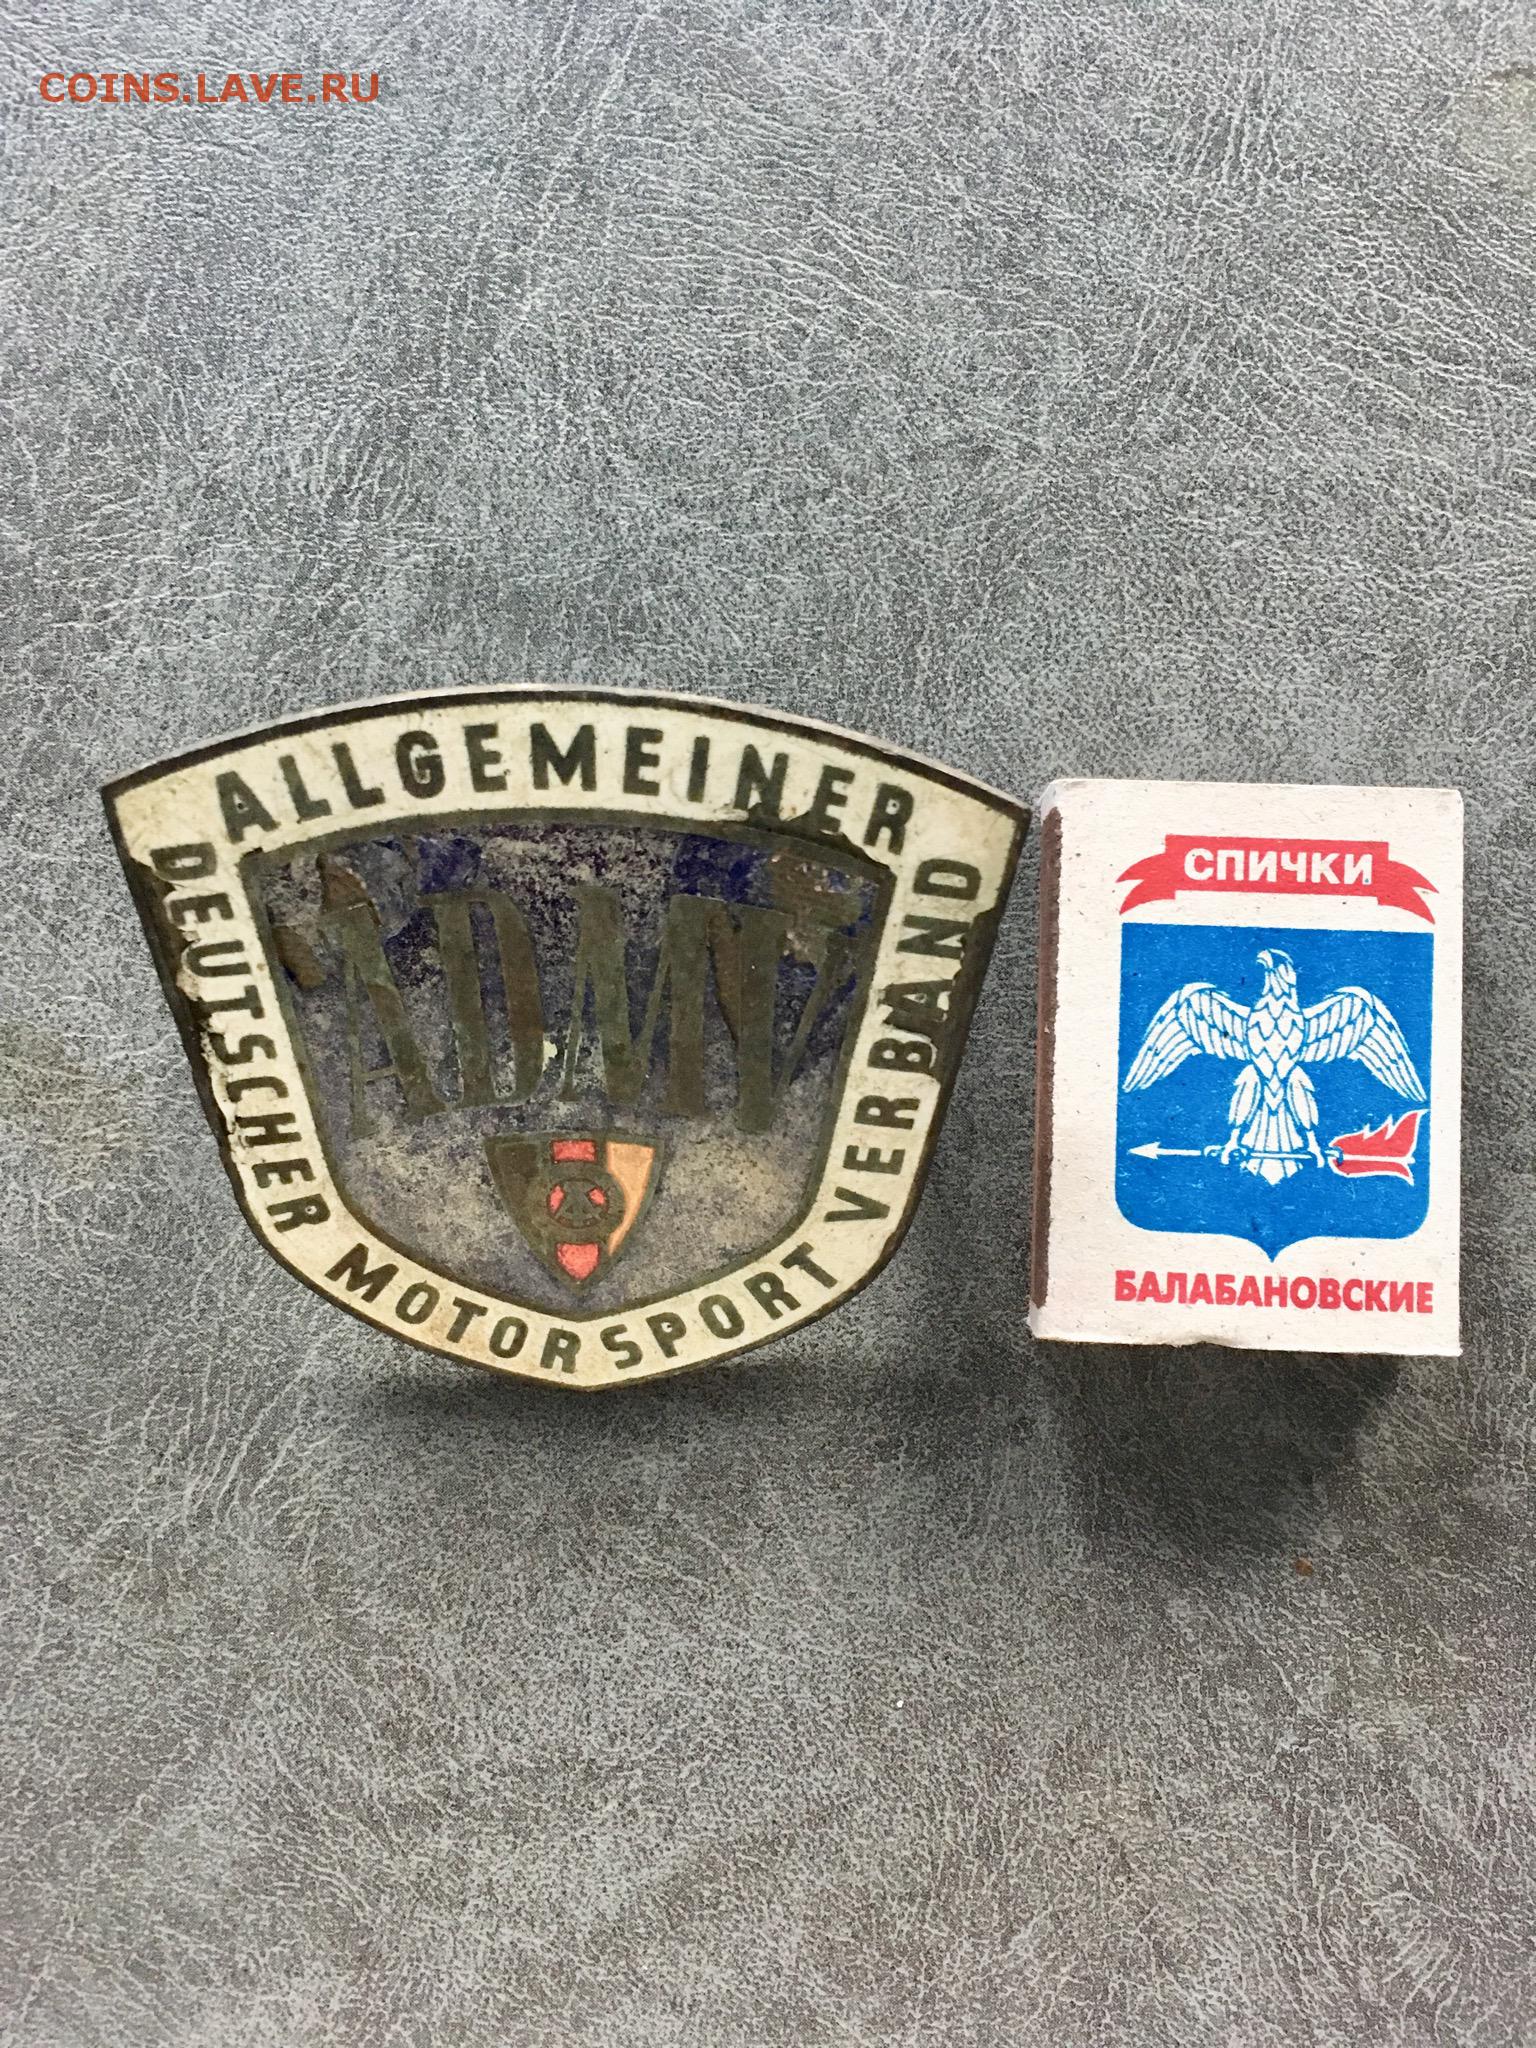 COINS.LAVE.RU
ALLGEMEINER
DEUTSCHER MOTORSPORT VERBAND
ADMV
СПИЧКИ
БАЛАБАНОВСКИЕ